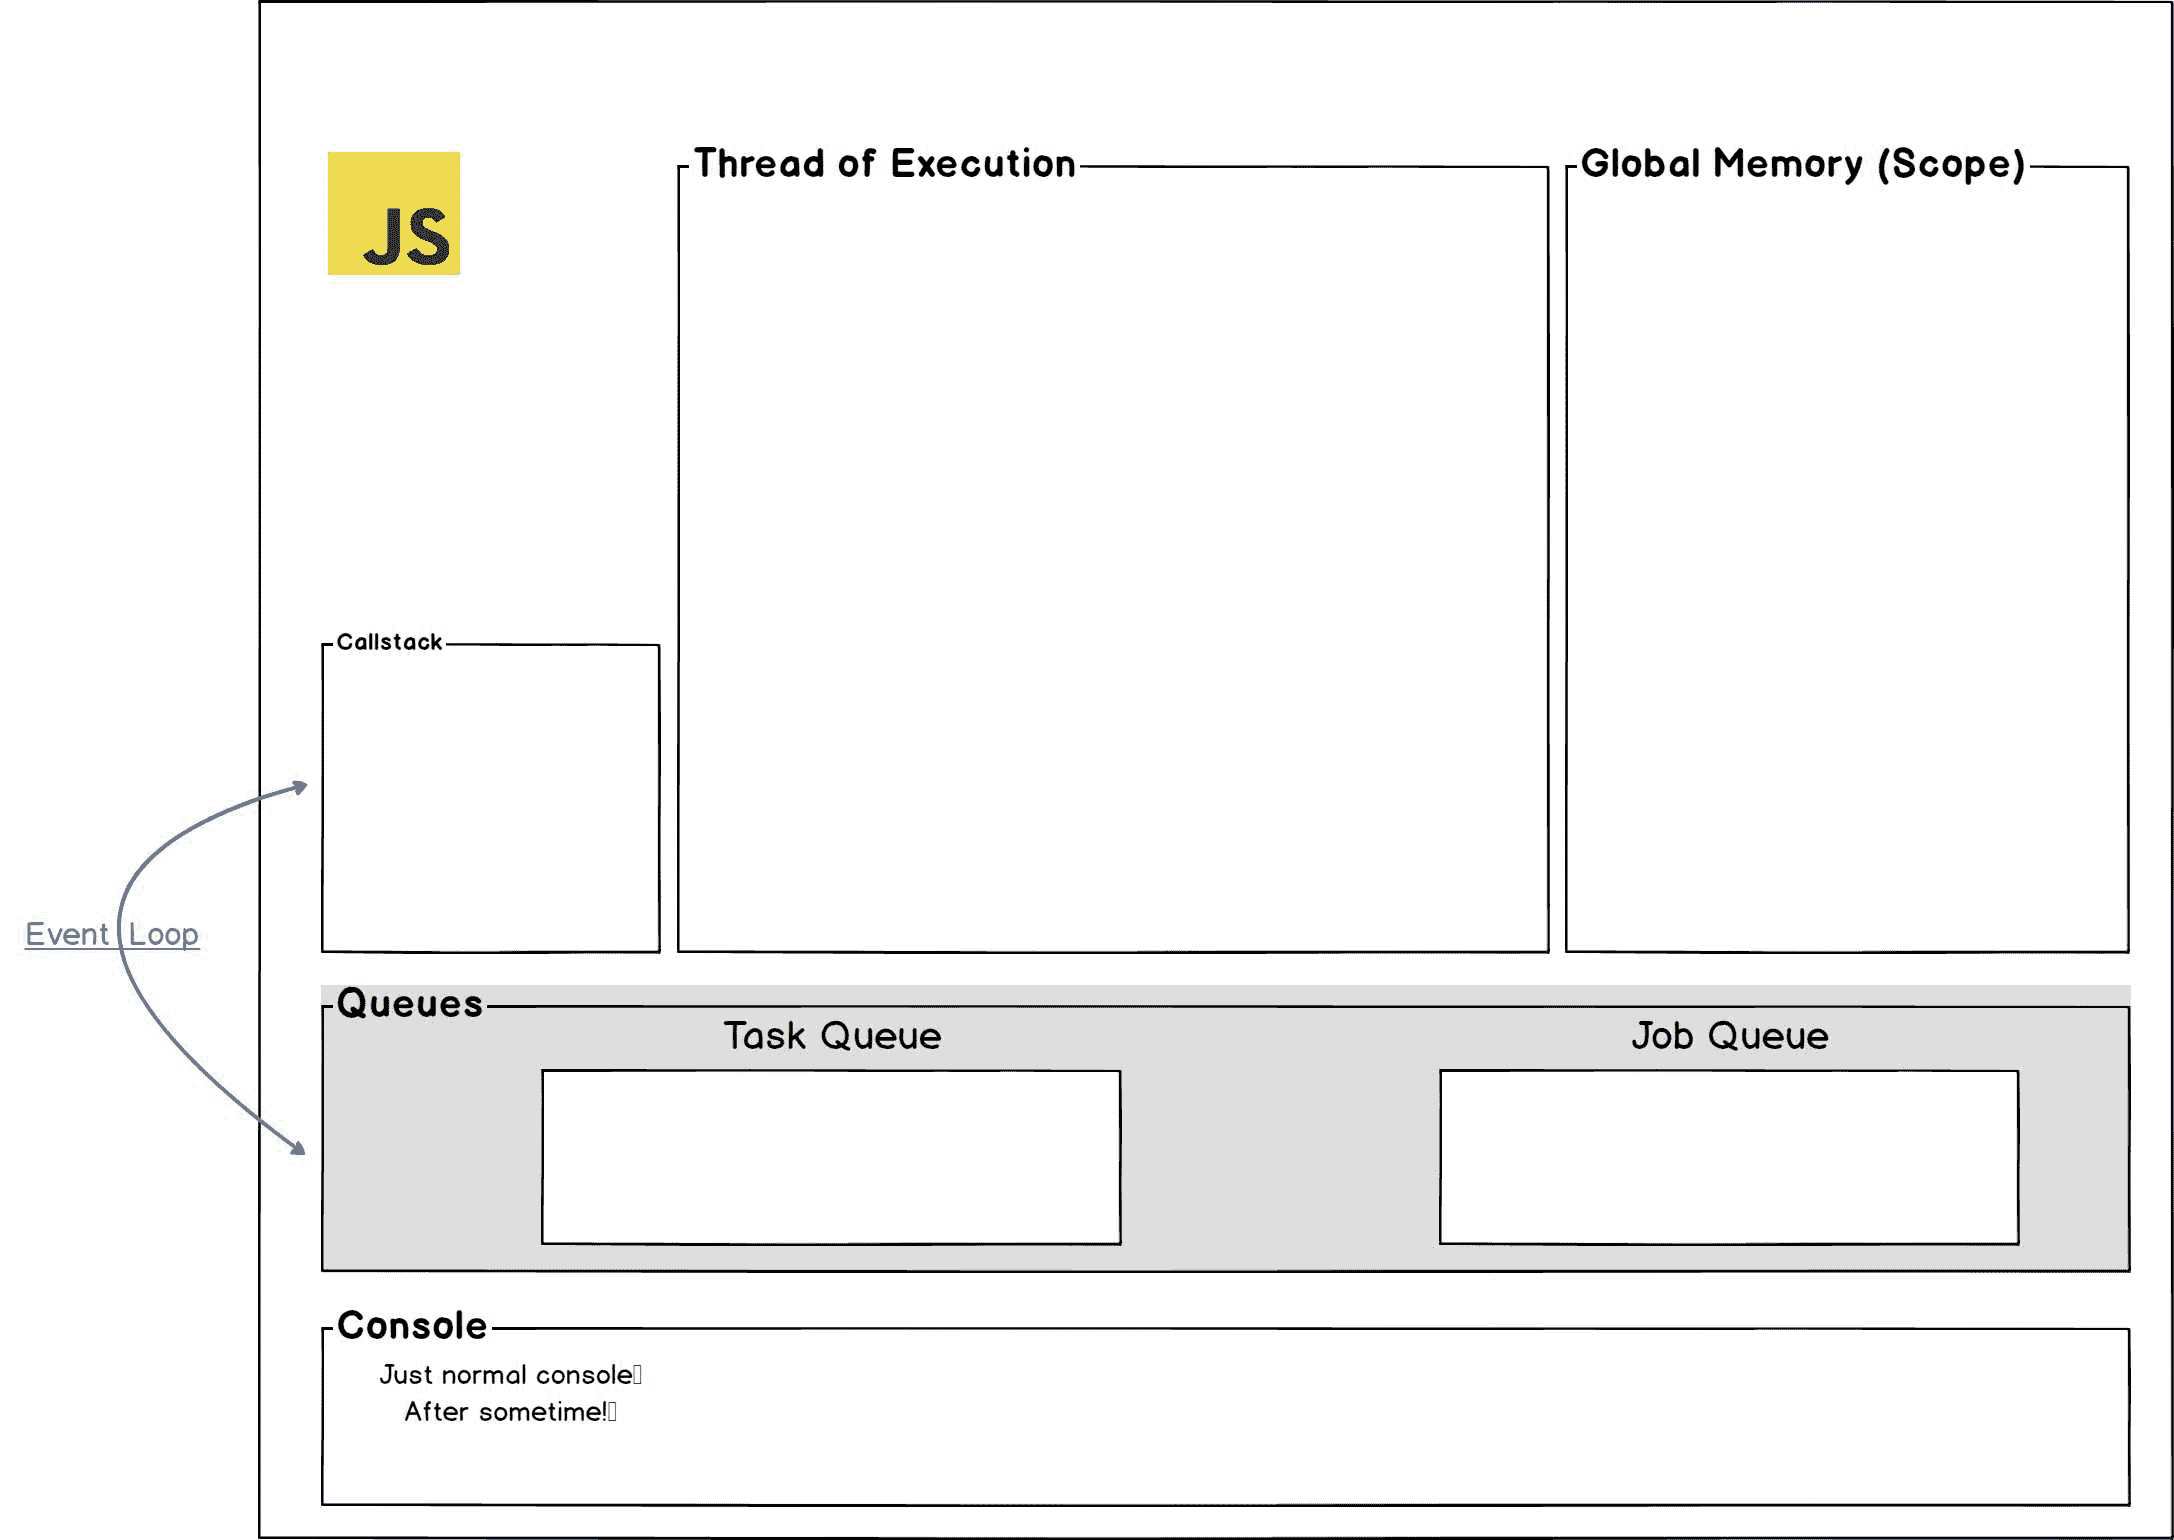 JS
Thread of Execution
Global Memory (Scope)
Callstack
Event Loop
Queues
Task Queue
Job Queue
Console
Just normal console
After sometime!